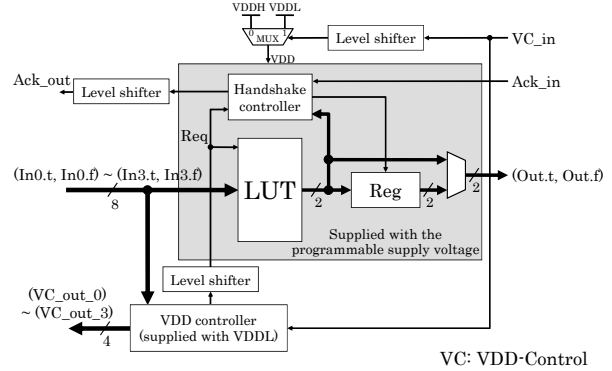 VDDH VDDL
0 1
MUX
Level shifter
VC_in
VDD
Ack_out
Level shifter
Handshake
controller
Ack_in
Req
(In0.t, In0.f) ~ (In3.t, In3.f)
8
LUT
2
Reg
2
2
(Out.t, Out.f)
Supplied with the
programmable supply voltage
Level shifter
(VC_out_0)
~ (VC_out_3)
4
VDD controller
(supplied with VDDL)
VC: VDD-Control